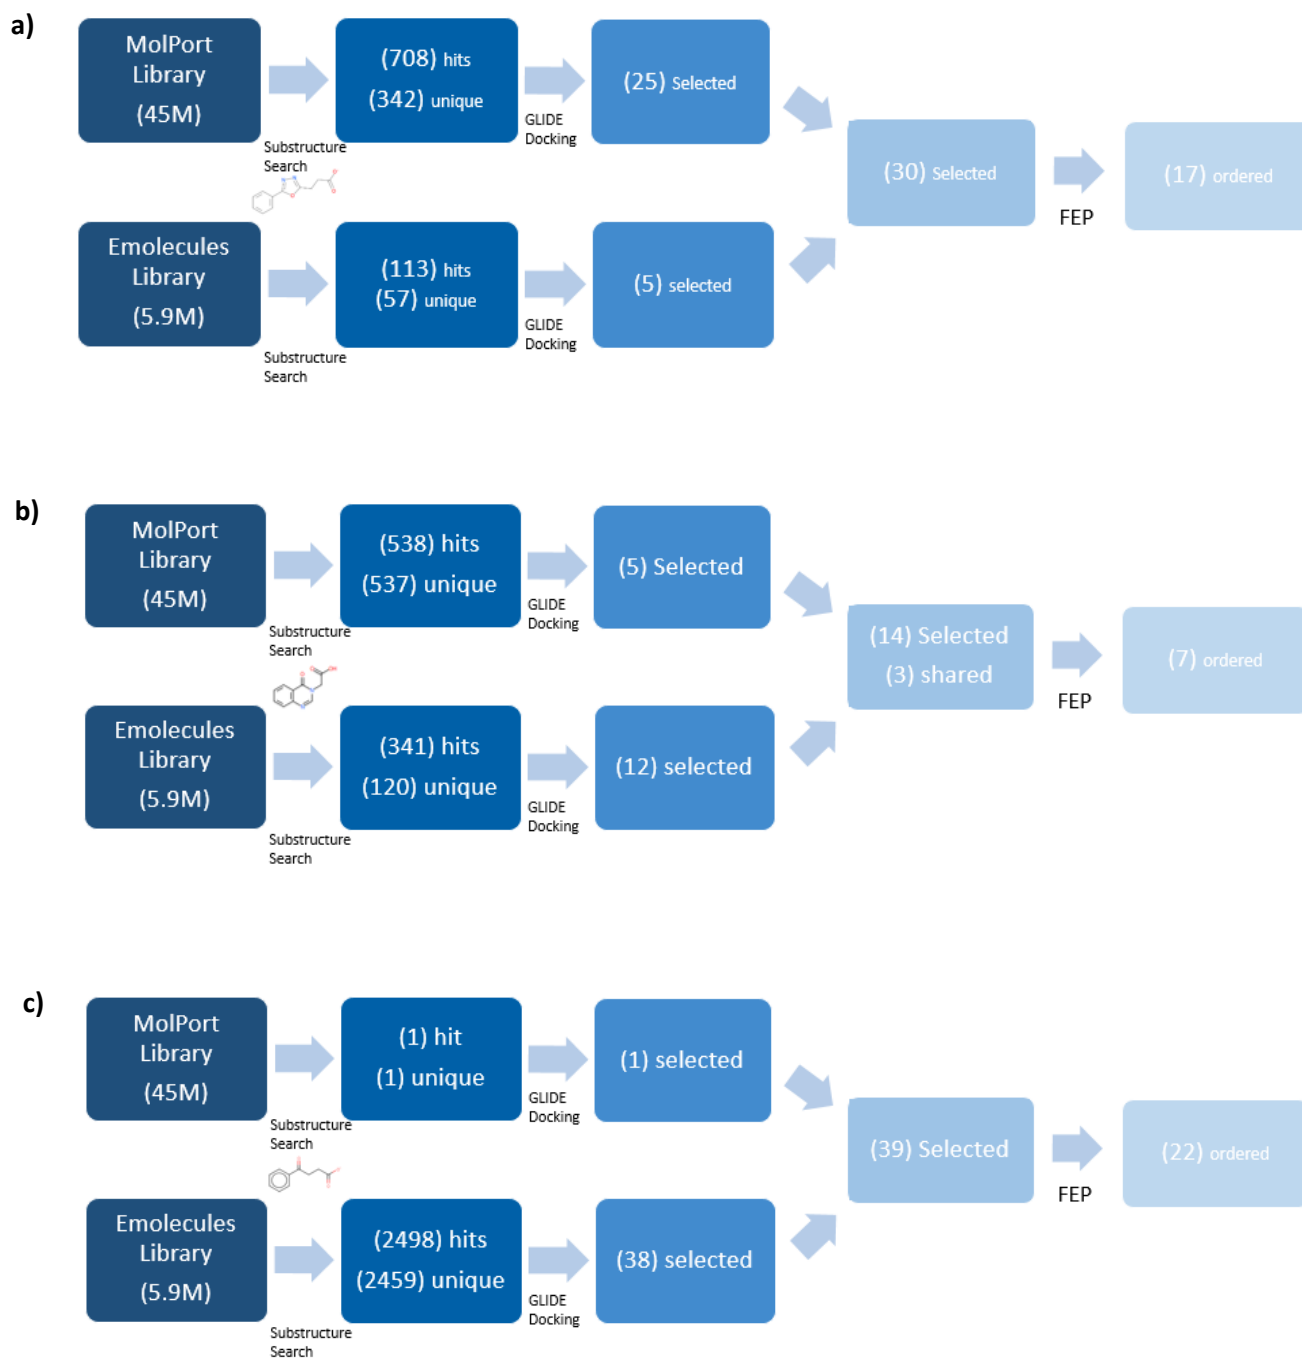 a)
MolPort
Library
(45M)
Substructure
Search
(708) hits
(342) unique
GLIDE
Docking
(25) Selected
Emolecules
Library
(5.9M)
Substructure
Search
(113) hits
(57) unique
GLIDE
Docking
(5) selected
(30) Selected
FEP
(17) ordered
b)
MolPort
Library
(45M)
Substructure
Search
(538) hits
(537) unique
GLIDE
Docking
(5) Selected
Emolecules
Library
(5.9M)
Substructure
Search
(341) hits
(120) unique
GLIDE
Docking
(12) selected
(14) Selected
(3) shared
FEP
(7) ordered
c)
MolPort
Library
(45M)
Substructure
Search
(1) hit
(1) unique
GLIDE
Docking
(1) selected
Emolecules
Library
(5.9M)
Substructure
Search
(2498) hits
(2459) unique
GLIDE
Docking
(38) selected
(39) Selected
FEP
(22) ordered